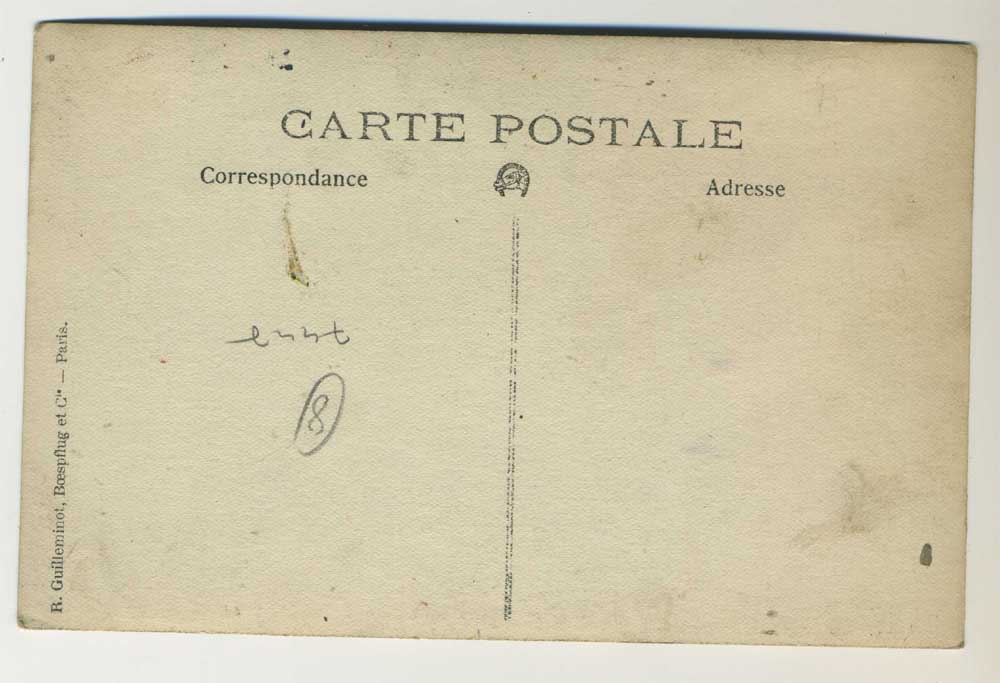 CARTE POSTALE
Correspondance
Adresse
8
R. Guilleminot, Bœspflug et Cie — Paris.